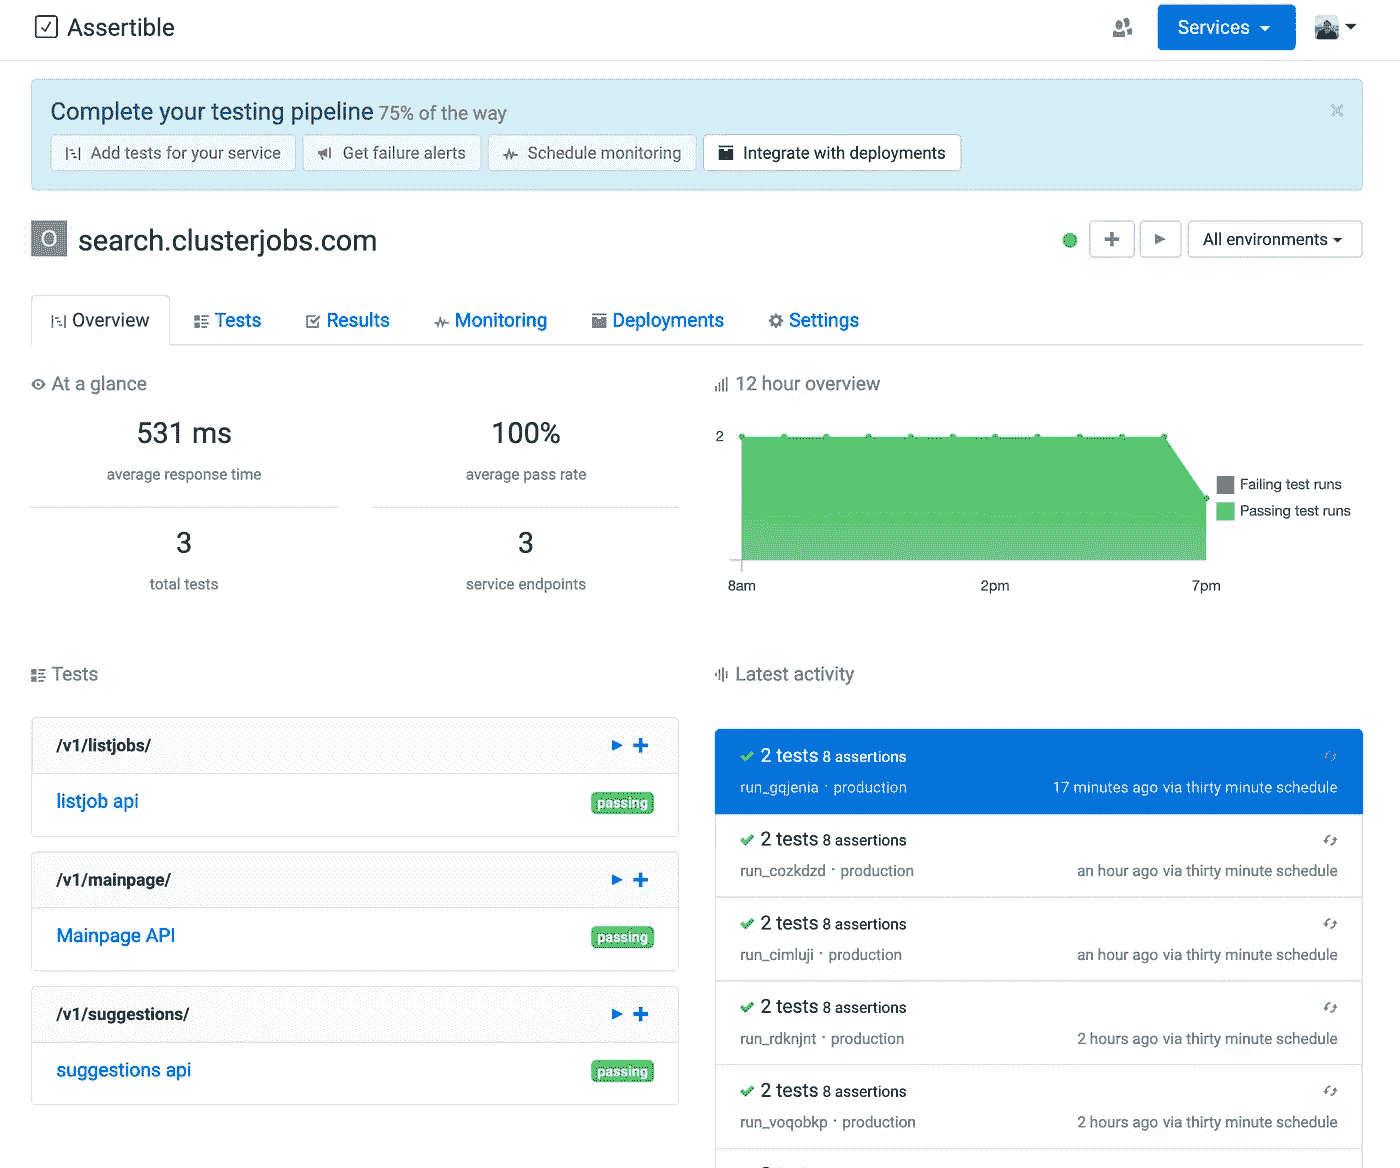 Assertible
Services
Complete your testing pipeline 75% of the way
Add tests for your service
Get failure alerts
Schedule monitoring
Integrate with deployments
O
search.clusterjobs.com
All environments
Overview
Tests
Results
Monitoring
Deployments
Settings
At a glance
531 ms
average response time
100%
average pass rate
3
total tests
3
service endpoints
12 hour overview
2
8am
2pm
7pm
Failing test runs
Passing test runs
Tests
/v1/listjobs/
listjob api
passing
/v1/mainpage/
Mainpage API
passing
/v1/suggestions/
suggestions api
passing
Latest activity
2 tests 8 assertions
run_gqjenia · production
17 minutes ago via thirty minute schedule
2 tests 8 assertions
run_cozkdzd · production
an hour ago via thirty minute schedule
2 tests 8 assertions
run_cimluji · production
an hour ago via thirty minute schedule
2 tests 8 assertions
run_rdknjnt · production
2 hours ago via thirty minute schedule
2 tests 8 assertions
run_voqobkp · production
2 hours ago via thirty minute schedule